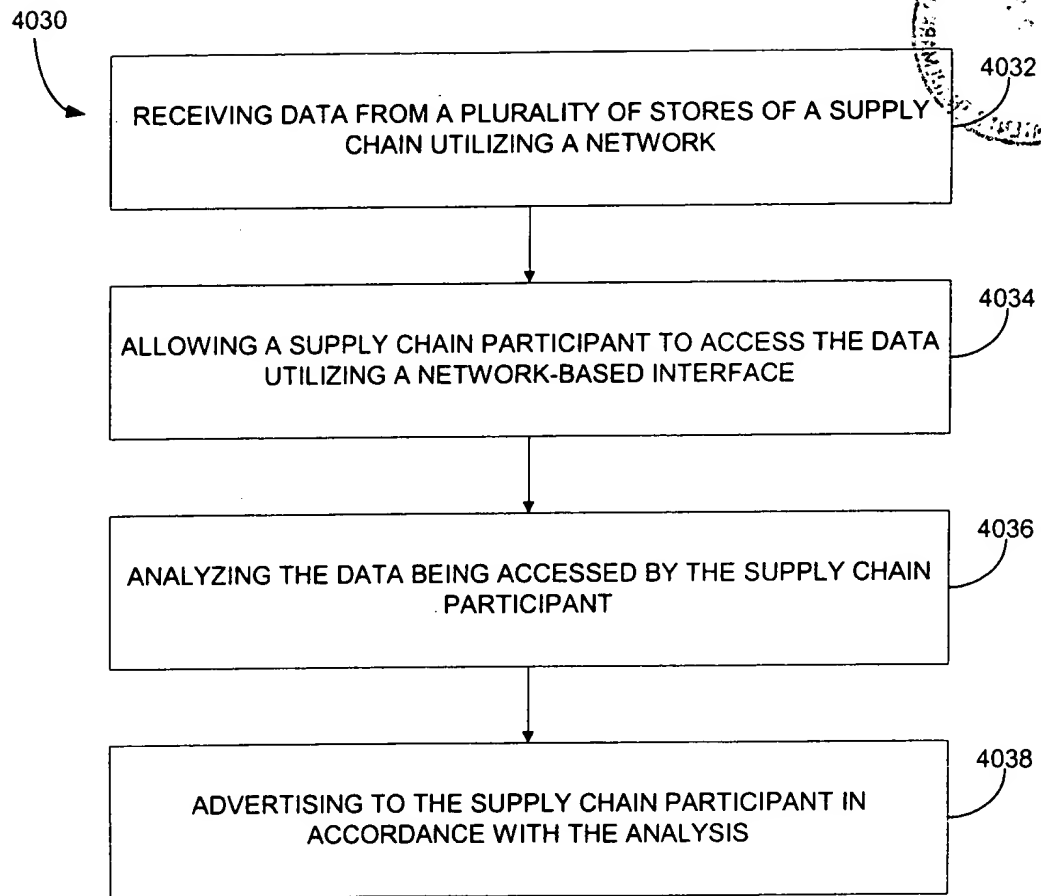 4030
4032
RECEIVING DATA FROM A PLURALITY OF STORES OF A SUPPLY
CHAIN UTILIZING A NETWORK
4034
ALLOWING A SUPPLY CHAIN PARTICIPANT TO ACCESS THE DATA
UTILIZING A NETWORK-BASED INTERFACE
4036
ANALYZING THE DATA BEING ACCESSED BY THE SUPPLY CHAIN
PARTICIPANT
4038
ADVERTISING TO THE SUPPLY CHAIN PARTICIPANT IN
ACCORDANCE WITH THE ANALYSIS